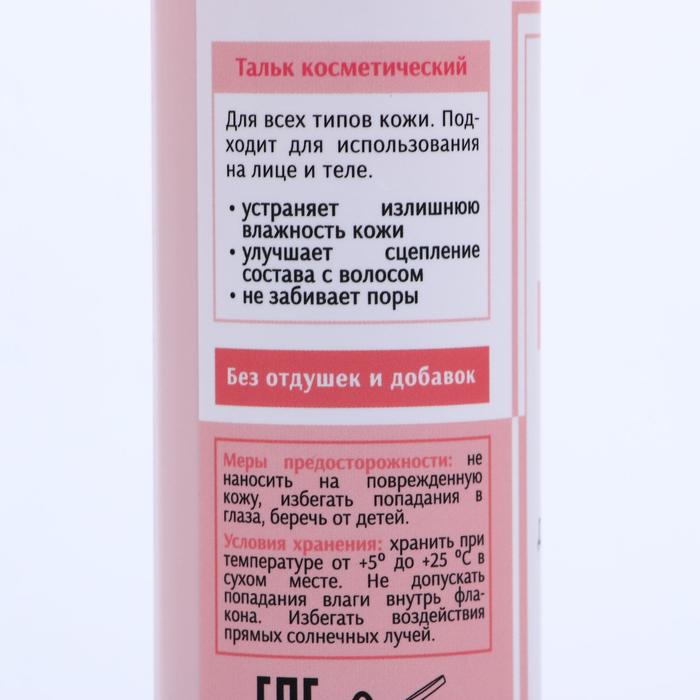 Тальк косметический
Для всех типов кожи. Под-
ходит для использования
на лице и теле.
• устраняет излишнюю
влажность кожи
• улучшает сцепление
состава с волосом
• не забивает поры
Без отдушек и добавок
Меры предосторожности: не
наносить на поврежденную
кожу, избегать попадания в
глаза, беречь от детей.
Условия хранения: хранить при
температуре от +5º до +25 ºС в
сухом месте. Не допускать
попадания влаги внутрь фла-
кона. Избегать воздействия
прямых солнечных лучей.